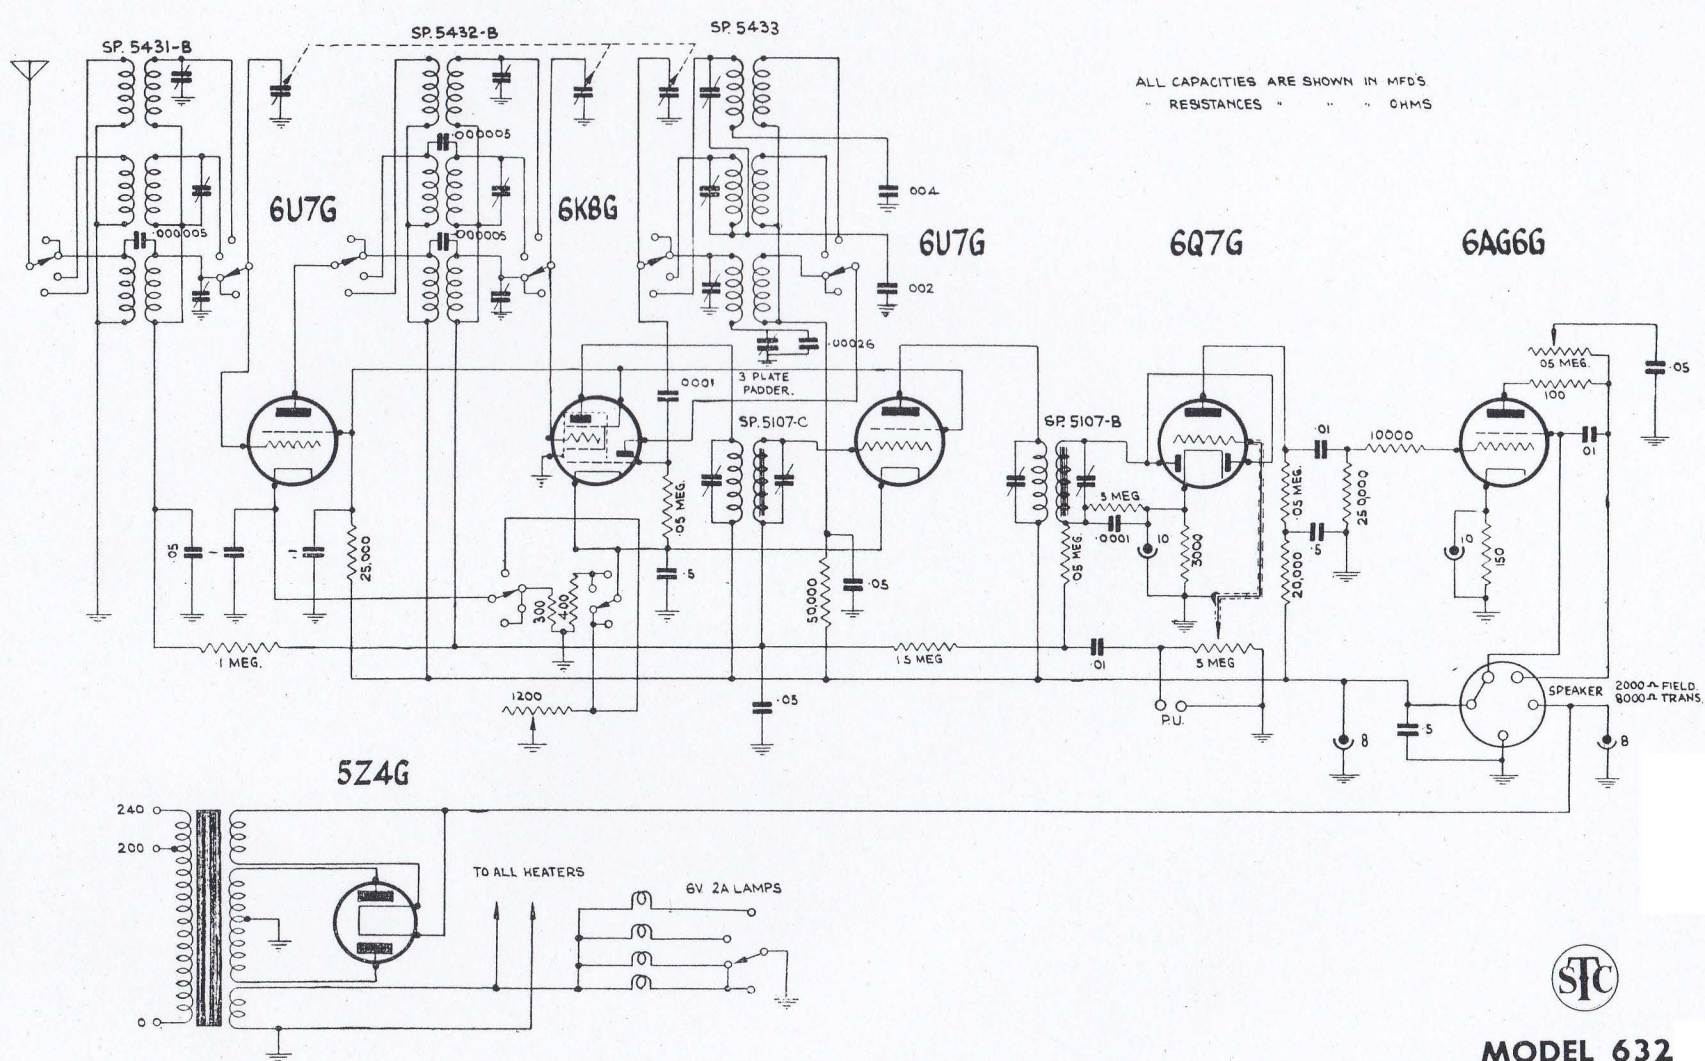 SP. 5431-B
SP. 5432-B
SP. 5433
ALL CAPACITIES ARE SHOWN IN MFD'S.
" RESISTANCES " " " OHMS
.000005
.000005
.000005
004
002
.00026
6U7G
6K8G
6U7G
6Q7G
6AG6G
3 PLATE
PADDER.
0001
SP. 5107-C
SP. 5107-B
.05 MEG.
100
.05
.01
10000
01
.05 MEG.
250,000
.5
20,000
5 MEG
.0001
10
3000
05 MEG.
10
150
05 MEG.
.05
.1
25,000
300
400
.5
50,000
.05
1 MEG.
1200
.05
1 5 MEG
.01
5 MEG
P.U.
8
.5
SPEAKER
2000 Ω FIELD.
8000 Ω TRANS.
8
5Z4G
240
200
0
TO ALL HEATERS
6V. 2A LAMPS
STC
MODEL 632